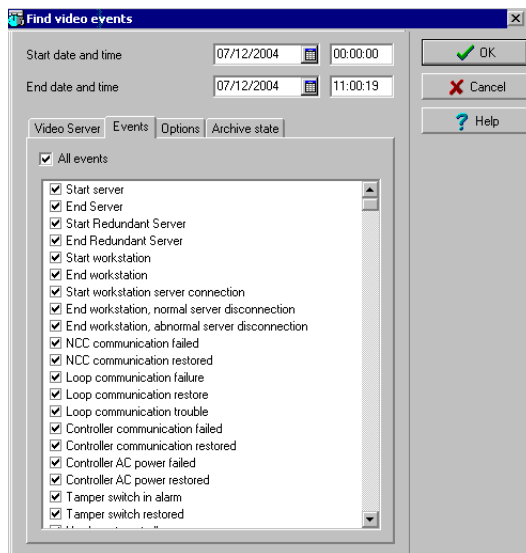 Find video events
Start date and time 07/12/2004 00:00:00
OK
End date and time 07/12/2004 11:00:19
Cancel
Help
Video Server Events Options Archive state
All events
Start server
End Server
Start Redundant Server
End Redundant Server
Start workstation
End workstation
Start workstation server connection
End workstation, normal server disconnection
End workstation, abnormal server disconnection
NCC communication failed
NCC communication restored
Loop communication failure
Loop communication restore
Loop communication trouble
Controller communication failed
Controller communication restored
Controller AC power failed
Controller AC power restored
Tamper switch in alarm
Tamper switch restored